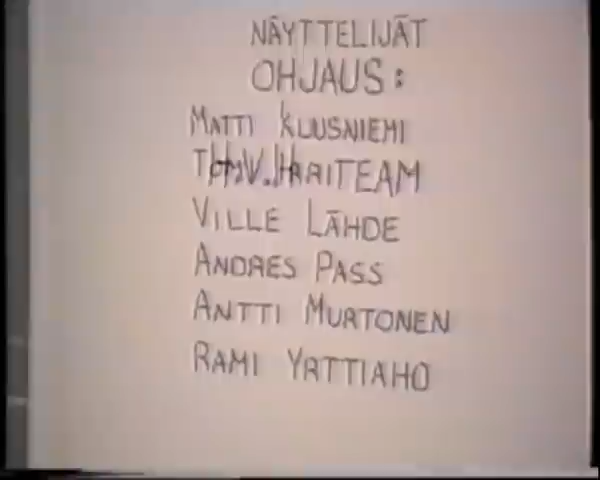 NÄYTTELIJÄT
OHJAUS:
MATTI KUUSNIEMI
VILLE LÄHDE
ANDRES PASS
ANTTI MURTONEN
RAMI YRTTIAHO